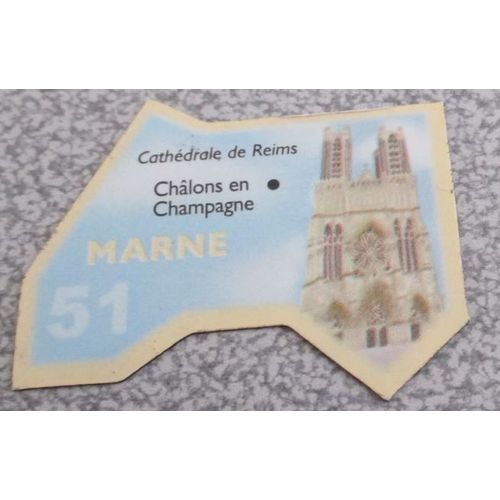 Cathédrale de Reims
Châlons en
Champagne
MARNE
51